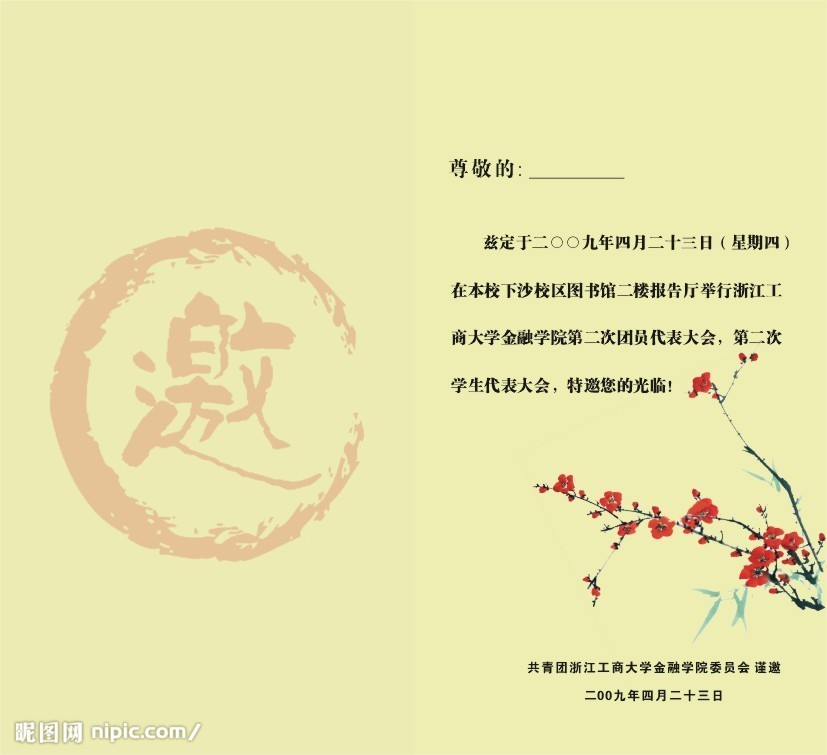 邀
尊敬的:
兹定于二〇〇九年四月二十三日（星期四）
在本校下沙校区图书馆二楼报告厅举行浙江工
商大学金融学院第二次团员代表大会，第二次
学生代表大会，特邀您的光临！
共青团浙江工商大学金融学院委员会 谨邀
二00九年四月二十三日
昵图网 nipic.com/